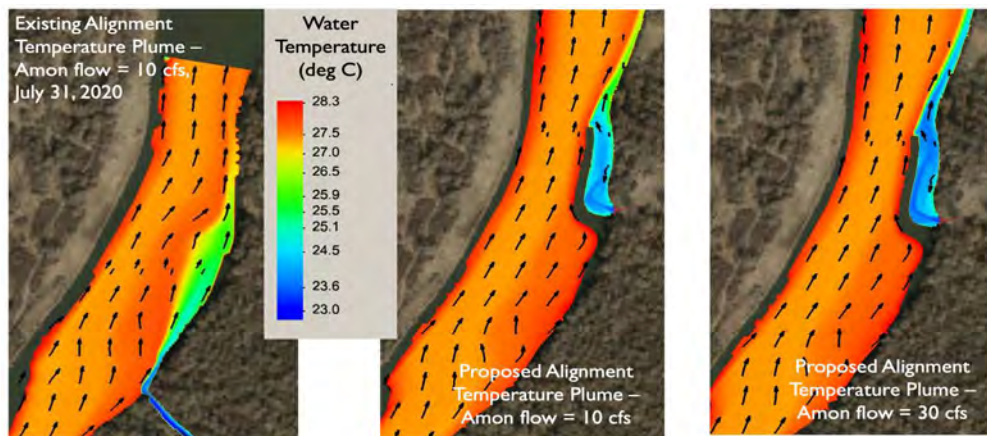 Existing Alignment
Temperature Plume –
Amon flow = 10 cfs,
July 31, 2020
Water
Temperature
(deg C)
28.3
27.5
27.0
26.5
25.9
25.5
25.1
24.5
23.6
23.0
Proposed Alignment
Temperature Plume –
Amon flow = 10 cfs
Proposed Alignment
Temperature Plume –
Amon flow = 30 cfs